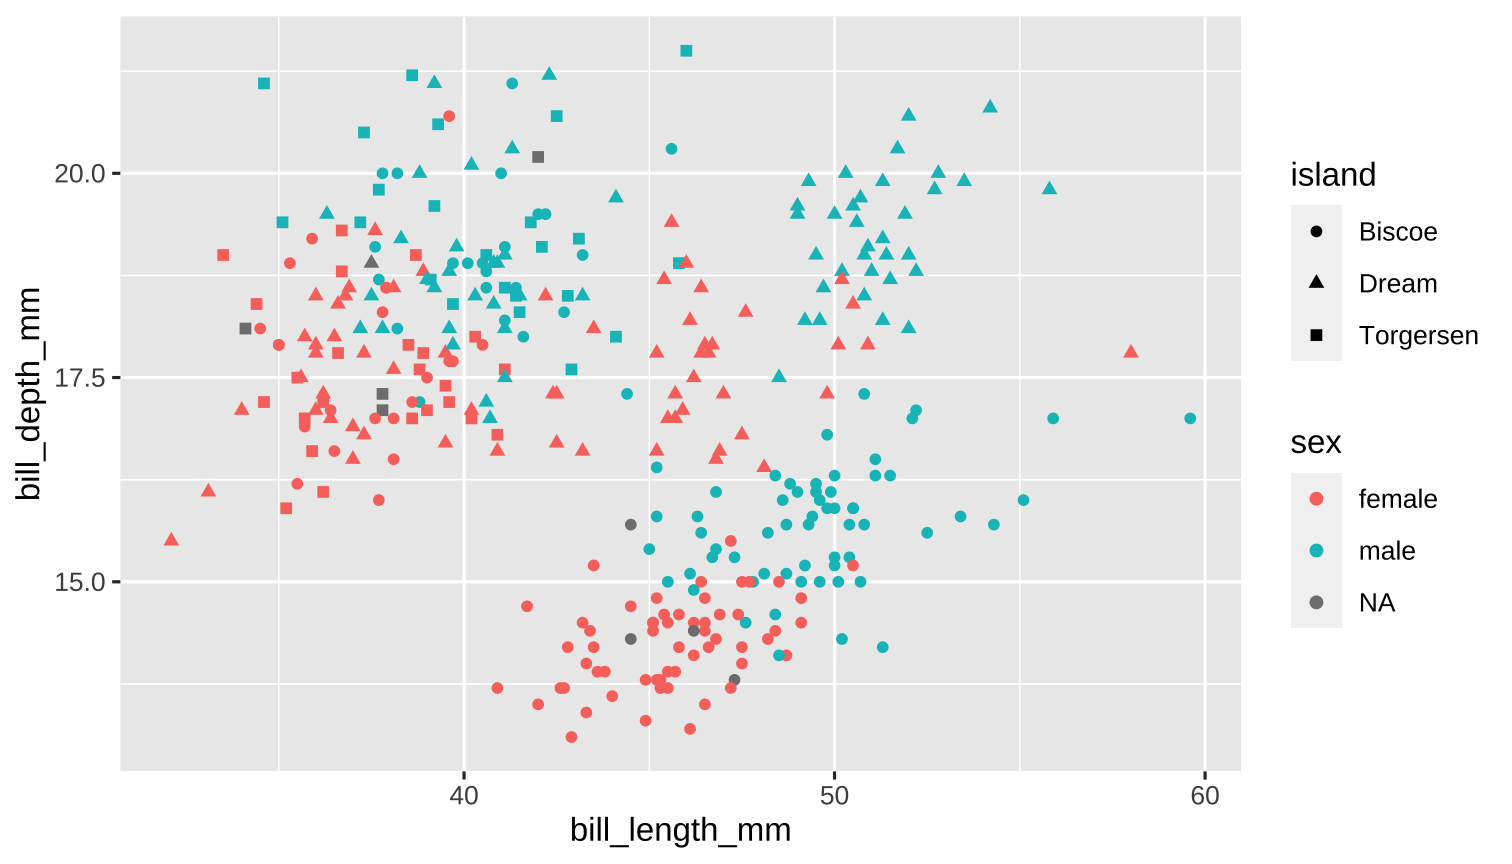 20.0
17.5
15.0
bill_depth_mm
40
50
60
bill_length_mm
island
Biscoe
Dream
Torgersen
sex
female
male
NA